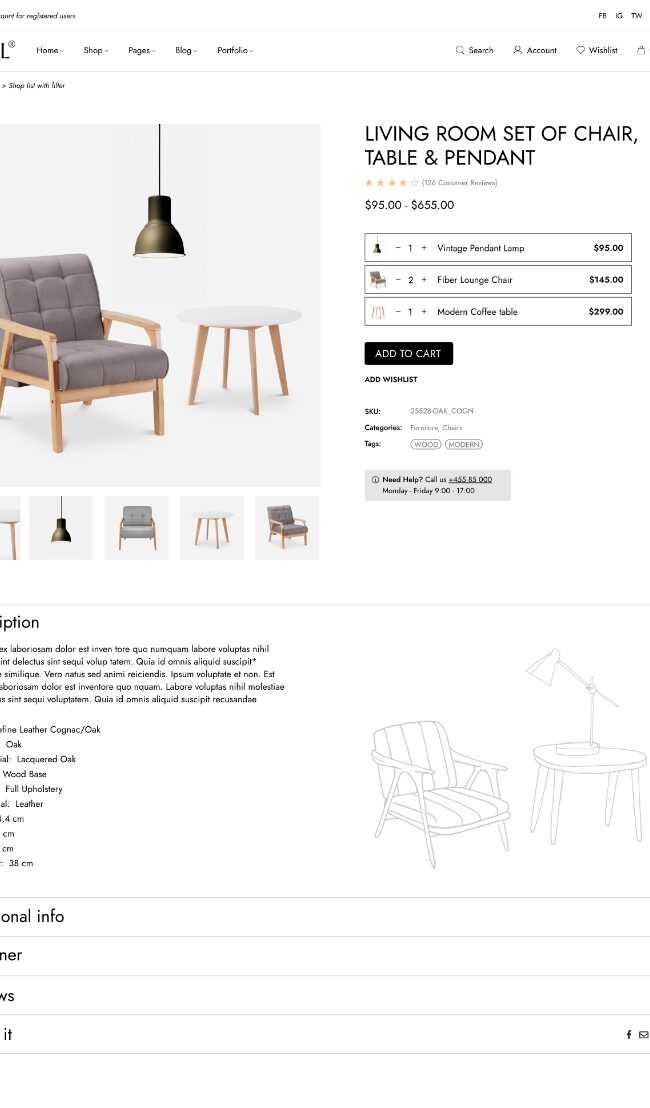 ount for registered users
FB IG TW
L®
Home Shop Pages Blog Portfolio
Search Account Wishlist
> Shop list with filter
LIVING ROOM SET OF CHAIR,
TABLE & PENDANT
(126 Customer Reviews)
$95.00 - $655.00
− 1 + Vintage Pendant Lamp $95.00
− 2 + Fiber Lounge Chair $145.00
− 1 + Modern Coffee table $299.00
ADD TO CART
ADD WISHLIST
SKU: 25528-OAK_COGN
Categories: Furniture, Chairs
Tags: WOOD MODERN
Need Help? Call us +455 85 000
Monday - Friday 9:00 - 17:00
iption
ex laboriosam dolor est inven tore quo numquam labore voluptas nihil
int delectus sint sequi volup tatem. Quia id omnis aliquid suscipit*
e similique. Vero natus sed animi reiciendis. Ipsum voluptate et non. Est
aboriosam dolor est inventore quo nquam. Labore voluptas nihil molestiae
us sint sequi voluptatem. Quia id omnis aliquid suscipit recusandae
efine Leather Cognac/Oak
Oak
ial: Lacquered Oak
Wood Base
Full Upholstery
al: Leather
4,4 cm
cm
cm
: 38 cm
onal info
ner
ws
it